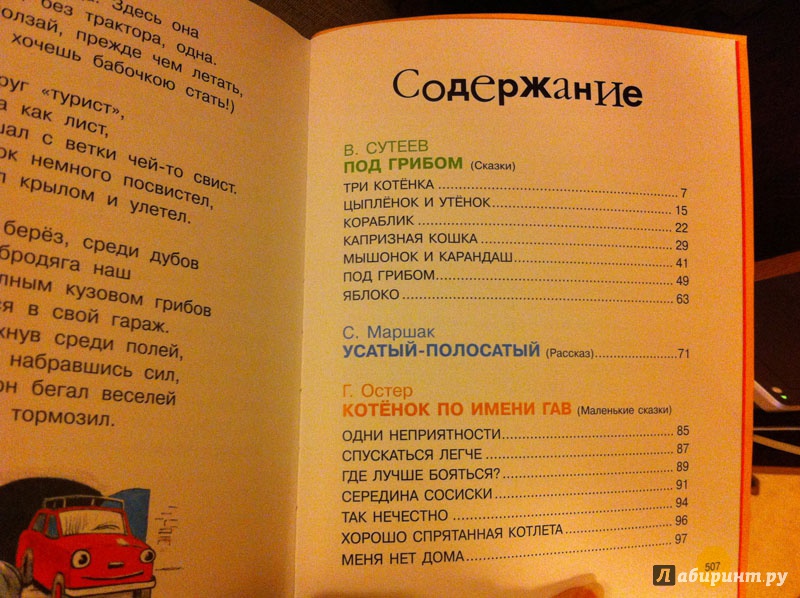 Здесь она
без трактора, одна.
ползай, прежде чем летать,
хочешь бабочкою стать!)
руг «турист»,
а как лист,
с ветки чей-то свист.
ок немного посвистел,
л крылом и улетел.
берёз, среди дубов
бродяга наш
лным кузовом грибов
ся в свой гараж.
хнув среди полей,
набравшись сил,
он бегал веселей
тормозил.
Содержание
В. СУТЕЕВ
ПОД ГРИБОМ (Сказки)
ТРИ КОТЁНКА 7
ЦЫПЛЁНОК И УТЁНОК 15
КОРАБЛИК 22
КАПРИЗНАЯ КОШКА 29
МЫШОНОК И КАРАНДАШ 41
ПОД ГРИБОМ 49
ЯБЛОКО 63
С. Маршак
УСАТЫЙ-ПОЛОСАТЫЙ (Рассказ) 71
Г. Остер
КОТЁНОК ПО ИМЕНИ ГАВ (Маленькие сказки)
ОДНИ НЕПРИЯТНОСТИ 85
СПУСКАТЬСЯ ЛЕГЧЕ 87
ГДЕ ЛУЧШЕ БОЯТЬСЯ? 89
СЕРЕДИНА СОСИСКИ 91
ТАК НЕЧЕСТНО 94
ХОРОШО СПРЯТАННАЯ КОТЛЕТА 96
МЕНЯ НЕТ ДОМА 97
507
Лабиринт.ру